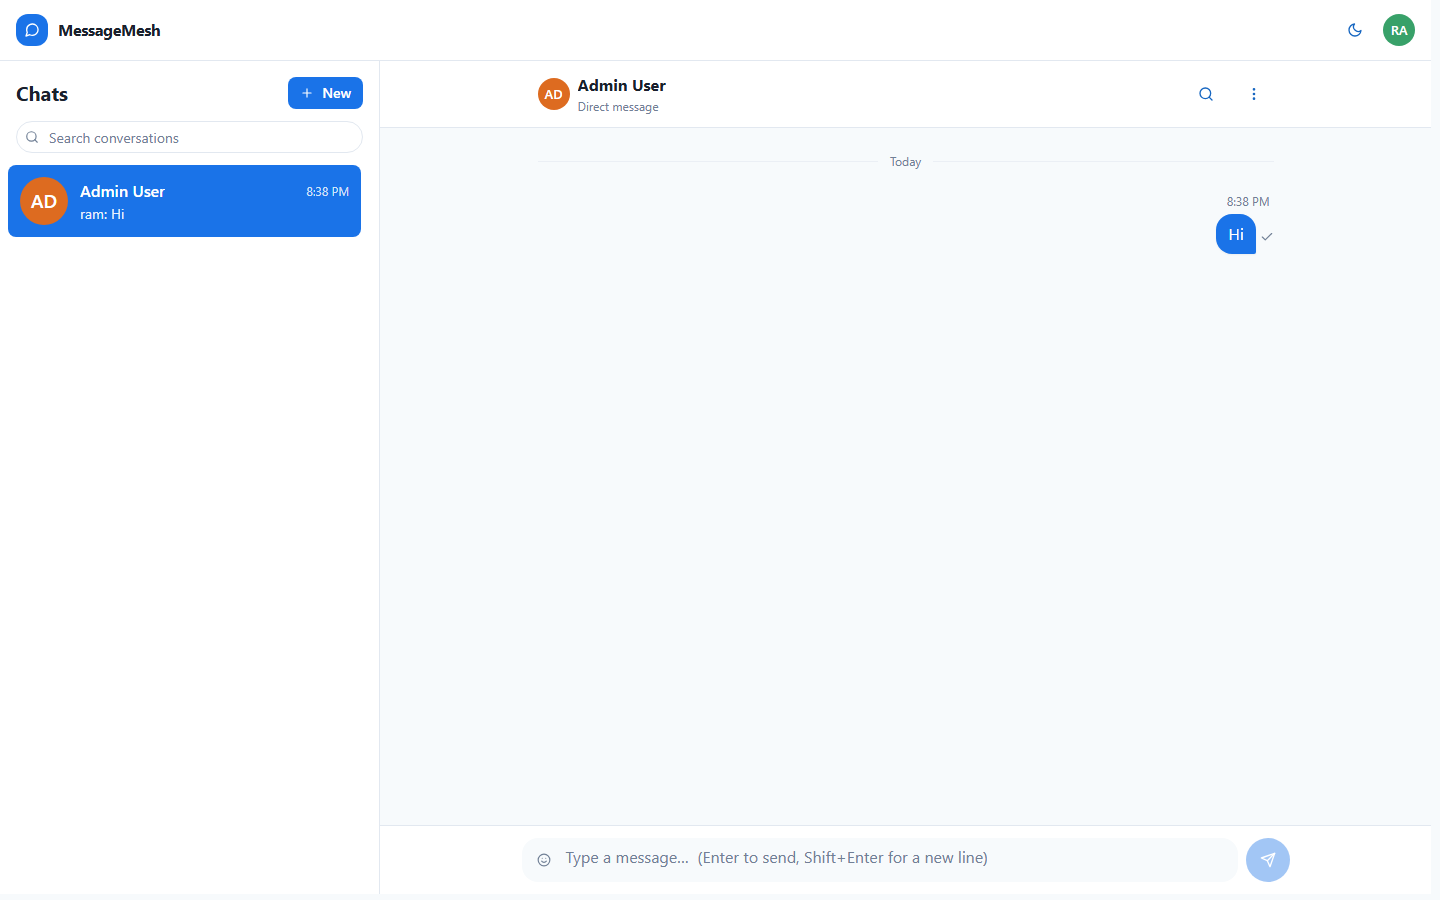 MessageMesh
RA
Chats
New
Search conversations
AD
Admin User
8:38 PM
ram: Hi
AD
Admin User
Direct message
Today
8:38 PM
Hi
Type a message... (Enter to send, Shift+Enter for a new line)